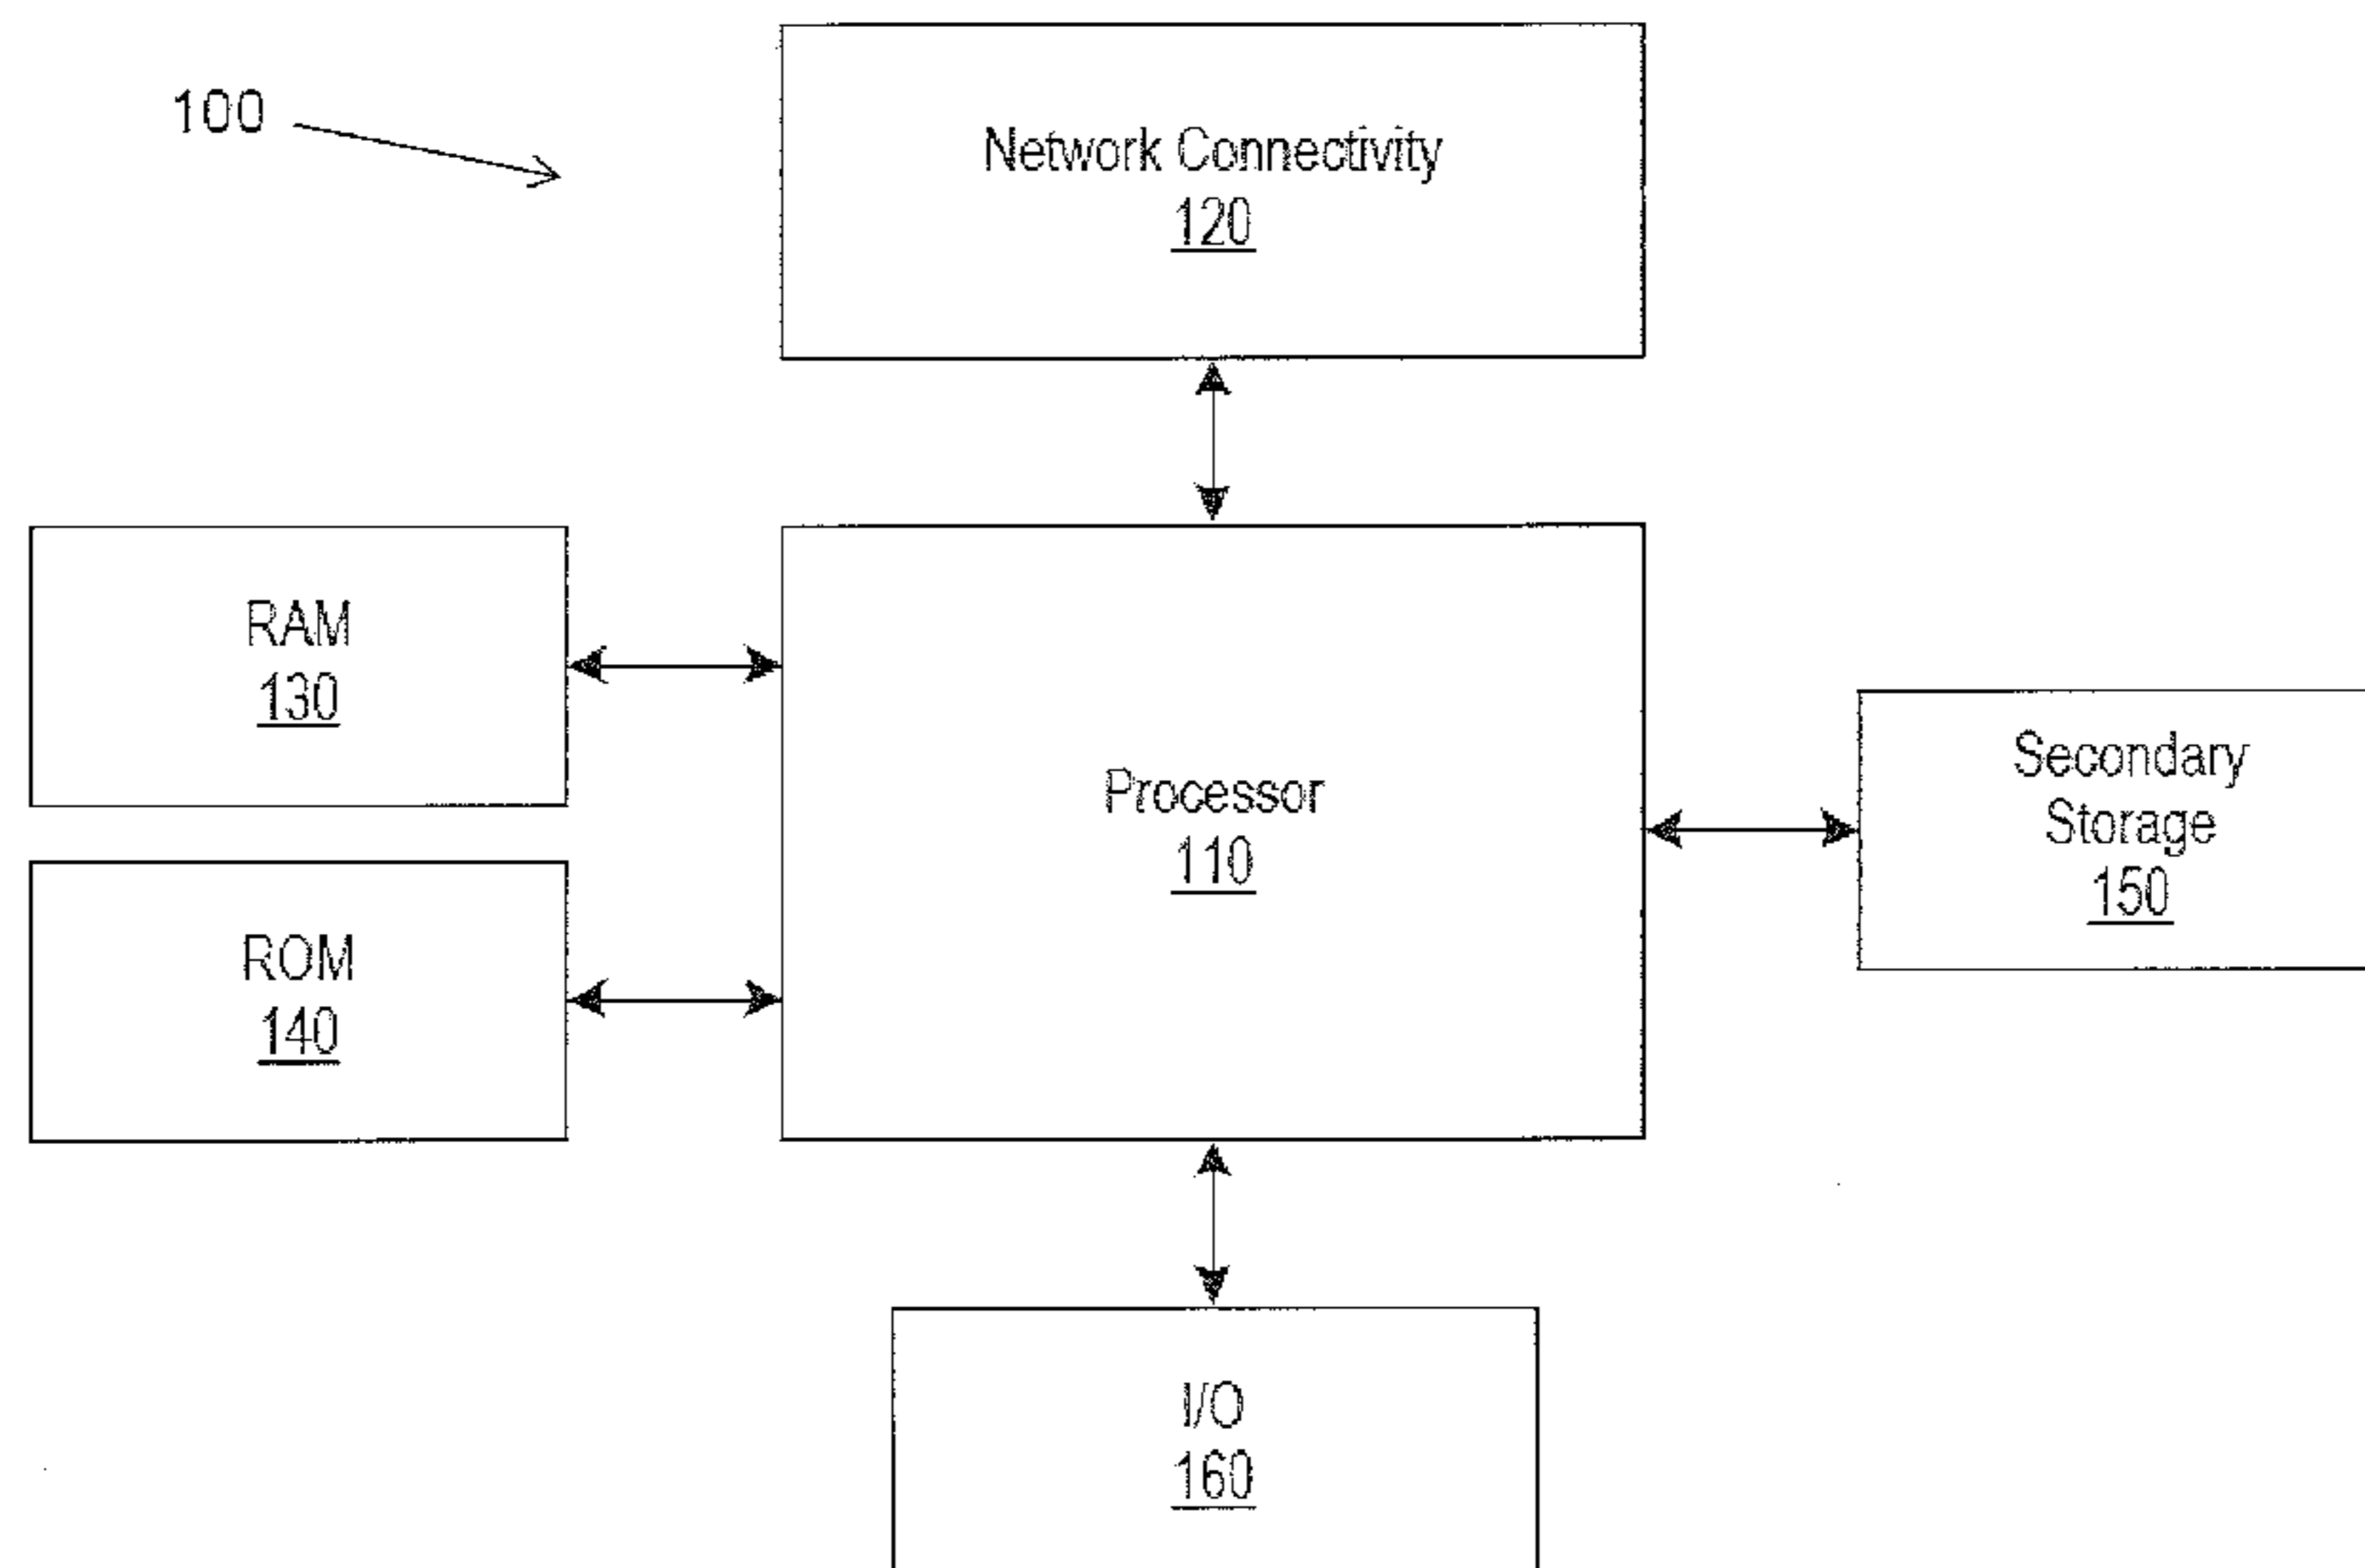 100
Network Connectivity
120
RAM
130
Processor
110
Secondary
Storage
150
ROM
140
I/O
160